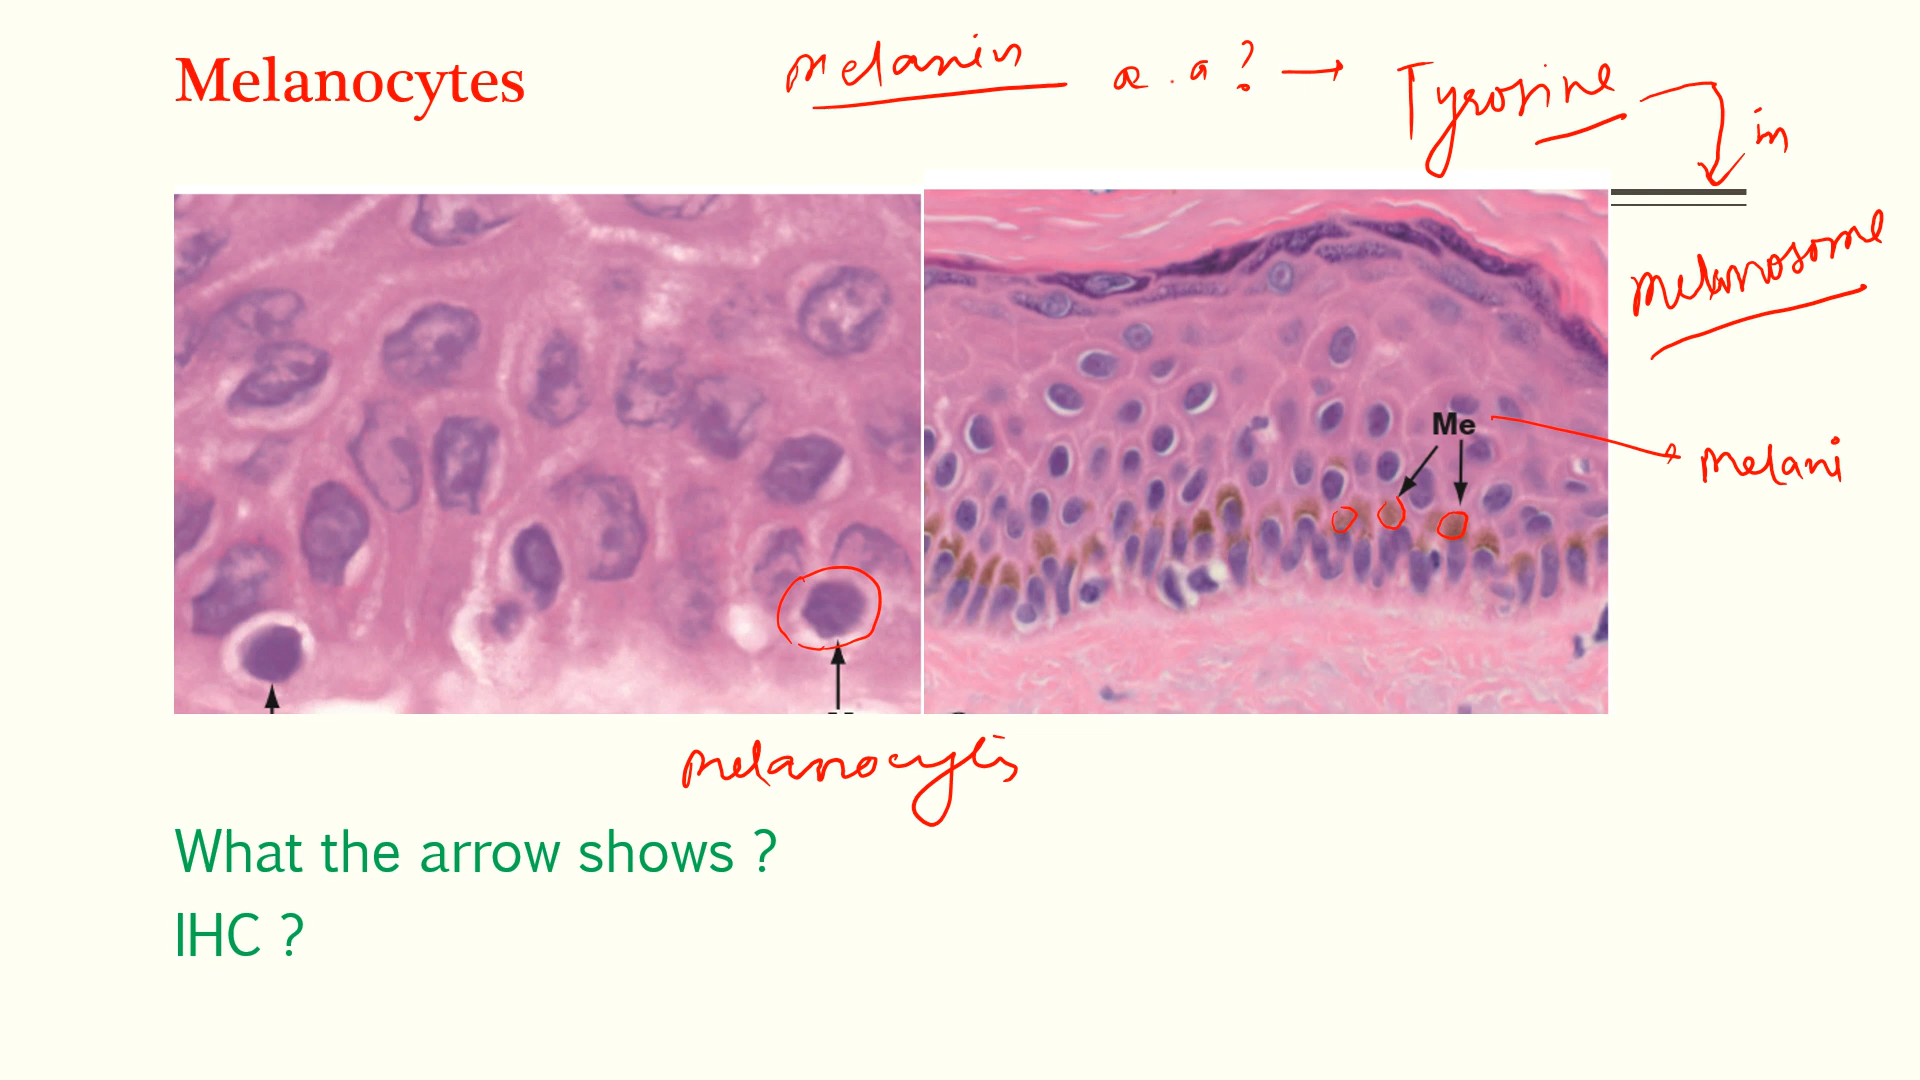 Melanocytes
Melanin a.a? → Tyrosine
in
Melanosome
Me
Melani
Melanocytes
What the arrow shows ?
IHC ?